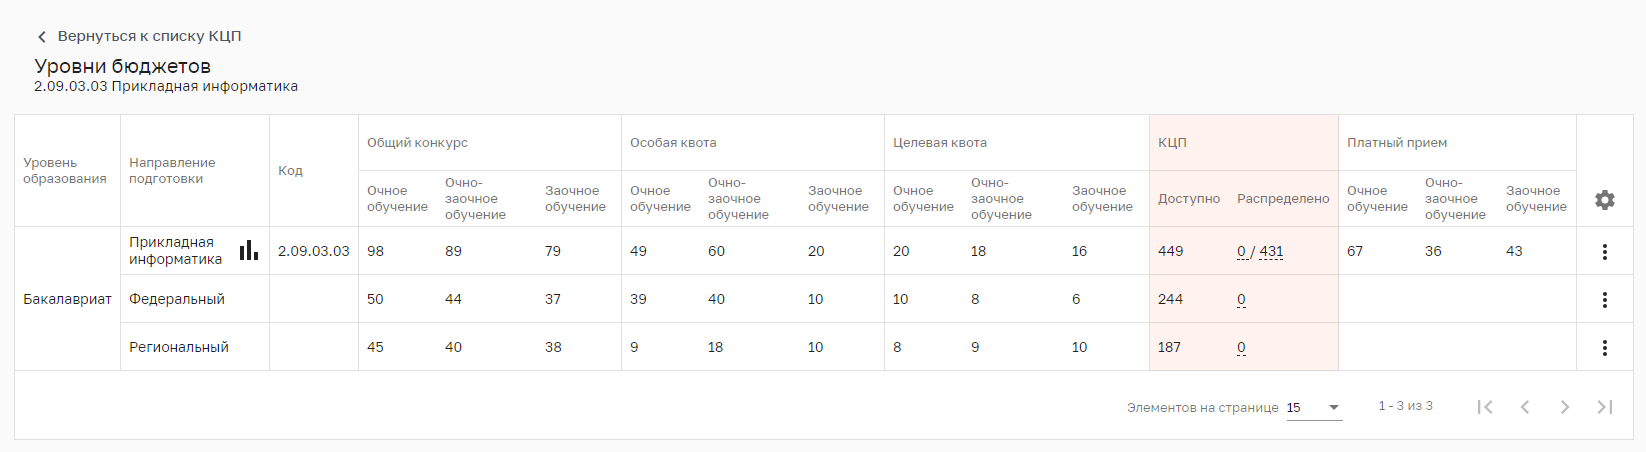 Вернуться к списку КЦП
Уровни бюджетов
2.09.03.03 Прикладная информатика
Уровень образования Направление подготовки Код Общий конкурс Особая квота Целевая квота КЦП Платный прием
Очное обучение Очно-заочное обучение Заочное обучение Очное обучение Очно-заочное обучение Заочное обучение Очное обучение Очно-заочное обучение Заочное обучение Доступно Распределено Очное обучение Очно-заочное обучение Заочное обучение
Бакалавриат Прикладная информатика 2.09.03.03 98 89 79 49 60 20 20 18 16 449 0 / 431 67 36 43
Федеральный 50 44 37 39 40 10 10 8 6 244 0
Региональный 45 40 38 9 18 10 8 9 10 187 0
Элементов на странице 15 1 - 3 из 3